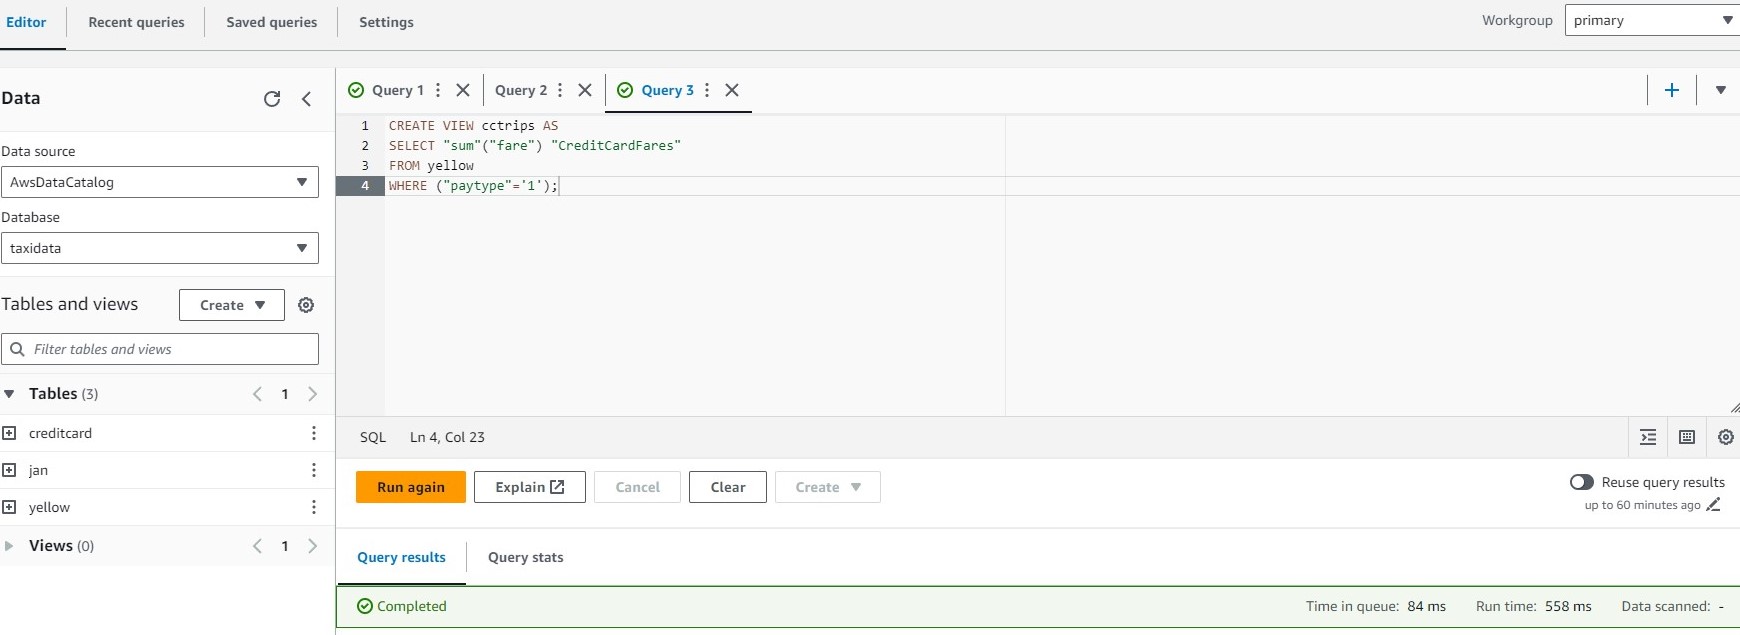 Editor Recent queries Saved queries Settings Workgroup primary
Data
Data source
AwsDataCatalog
Database
taxidata
Tables and views Create
Filter tables and views
Tables (3) 1
creditcard
jan
yellow
Views (0) 1
Query 1 Query 2 Query 3
1 CREATE VIEW cctrips AS
2 SELECT "sum"("fare") "CreditCardFares"
3 FROM yellow
4 WHERE ("paytype"='1');
SQL Ln 4, Col 23
Run again Explain Cancel Clear Create Reuse query results
up to 60 minutes ago
Query results Query stats
Completed Time in queue: 84 ms Run time: 558 ms Data scanned: -